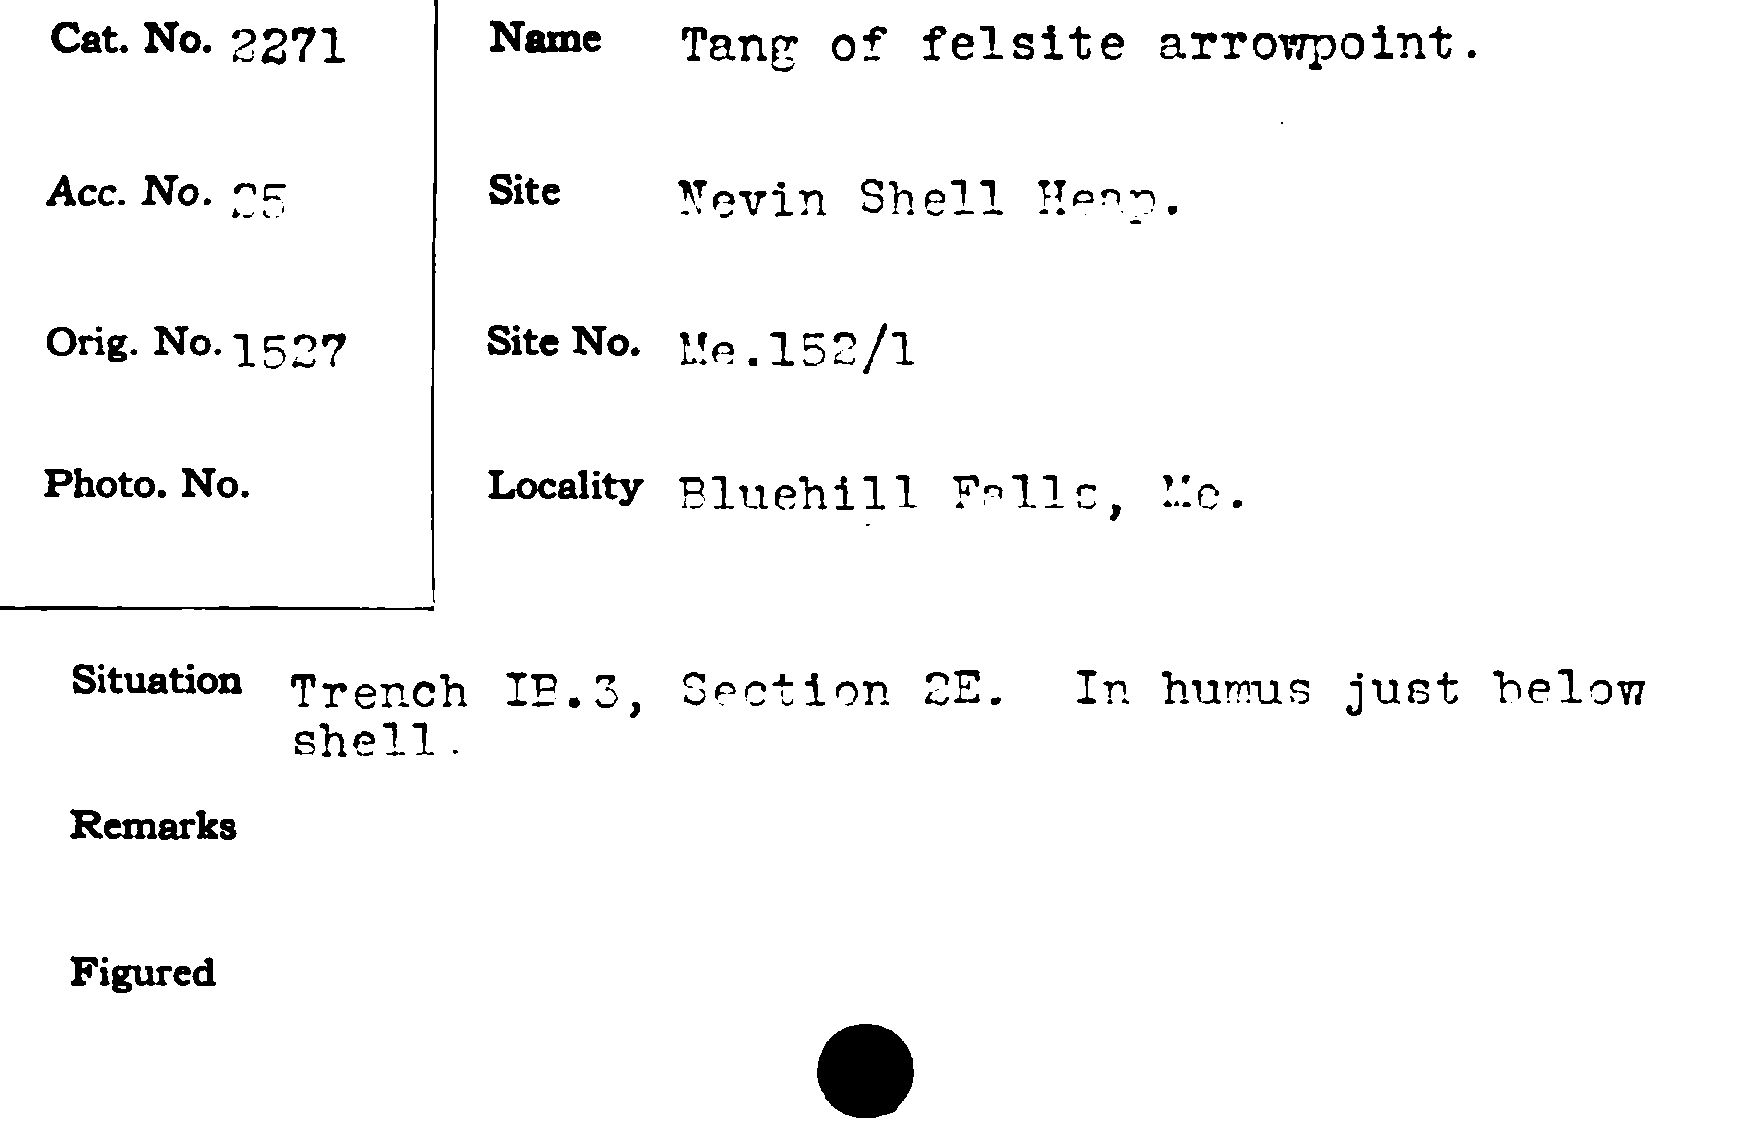 Cat. No. 2271
Name Tang of felsite arrowpoint.
Acc. No. 25
Site Nevin Shell Heap.
Orig. No. 1527
Site No. Me.152/1
Photo. No.
Locality Bluehill Falls, Me.
Situation Trench IB.3, Section 2E. In humus just below
shell.
Remarks
Figured